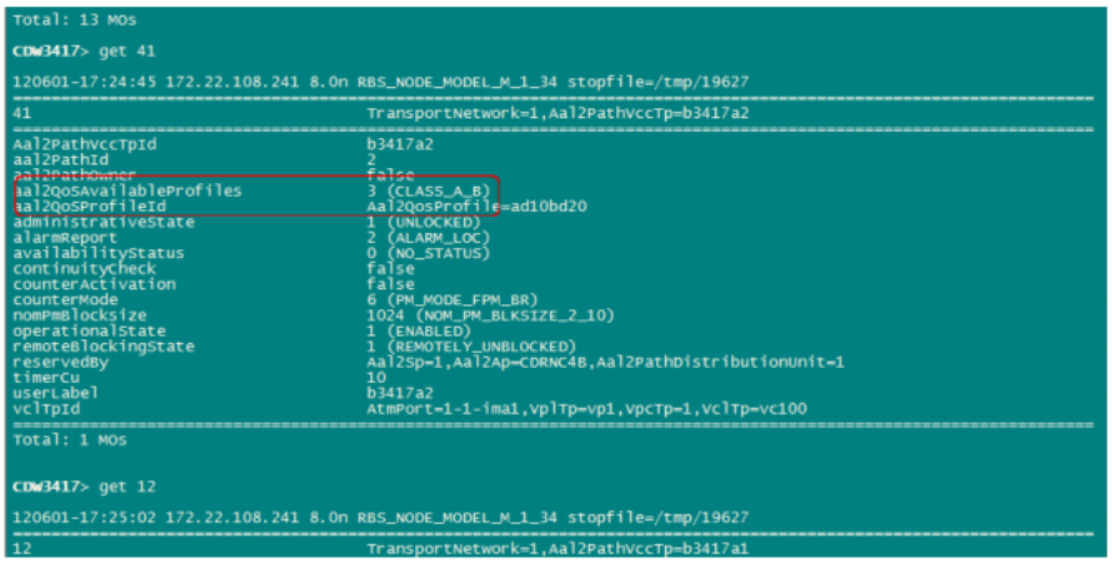 Total: 13 MOs
CDW3417> get 41
120601-17:24:45 172.22.108.241 8.0n RBS_NODE_MODEL_M_1_34 stopfile=/tmp/19627
=================================================================================
41 TransportNetwork=1,Aal2PathVccTp=b3417a2
=================================================================================
Aal2PathVccTpId b3417a2
aal2PathId 2
aal2PathOwner false
aal2QoSAvailableProfiles 3 (CLASS_A_B)
aal2QoSProfileId Aal2QosProfile=ad10bd20
administrativeState 1 (UNLOCKED)
alarmReport 2 (ALARM_LOC)
availabilityStatus 0 (NO_STATUS)
continuityCheck false
counterActivation false
counterMode 6 (PM_MODE_FPM_BR)
nomPmBlocksize 1024 (NOM_PM_BLKSIZE_2_10)
operationalState 1 (ENABLED)
remoteBlockingState 1 (REMOTELY_UNBLOCKED)
reservedBy Aal2Sp=1,Aal2Ap=CDRNC4B,Aal2PathDistributionUnit=1
timerCu 10
userLabel b3417a2
vclTpId AtmPort=1-1-ima1,VplTp=vp1,VpcTp=1,VclTp=vc100
=================================================================================
Total: 1 MOs
CDW3417> get 12
120601-17:25:02 172.22.108.241 8.0n RBS_NODE_MODEL_M_1_34 stopfile=/tmp/19627
=================================================================================
12 TransportNetwork=1,Aal2PathVccTp=b3417a1